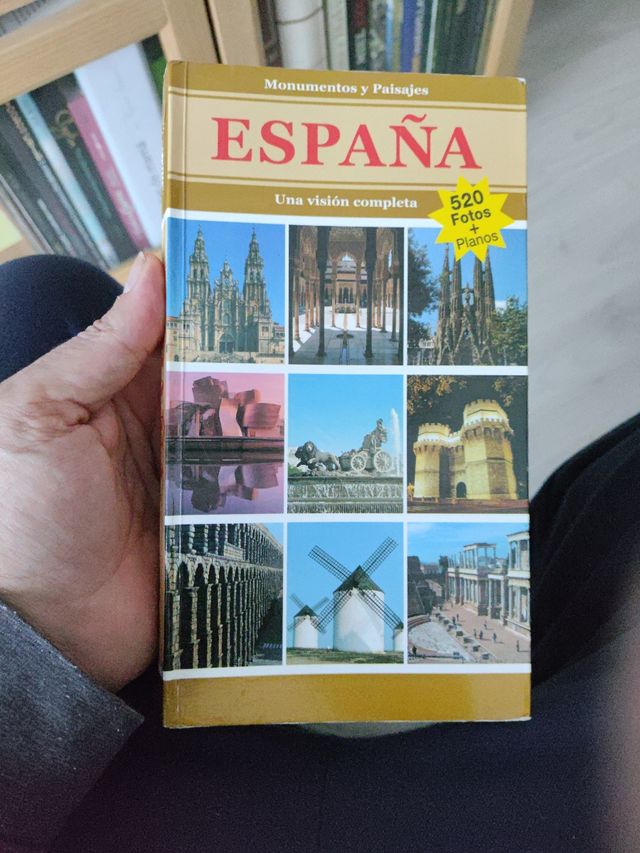 Monumentos y Paisajes
ESPAÑA
Una visión completa
520
Fotos
+
Planos